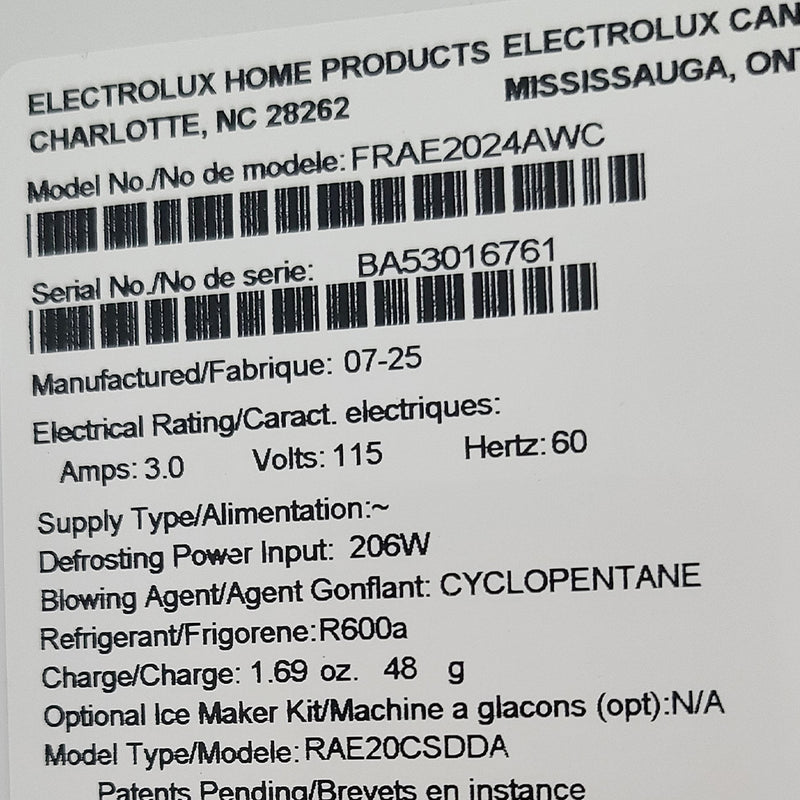 ELECTROLUX HOME PRODUCTS ELECTROLUX CAN
CHARLOTTE, NC 28262 MISSISSAUGA, ONT
Model No./No de modele: FRAE2024AWC
Serial No./No de serie: BA53016761
Manufactured/Fabrique: 07-25
Electrical Rating/Caract. electriques:
Amps: 3.0 Volts: 115 Hertz: 60
Supply Type/Alimentation:~
Defrosting Power Input: 206W
Blowing Agent/Agent Gonflant: CYCLOPENTANE
Refrigerant/Frigorene:R600a
Charge/Charge: 1.69 oz. 48 g
Optional Ice Maker Kit/Machine a glacons (opt):N/A
Model Type/Modele: RAE20CSDDA
Patents Pending/Brevets en instance